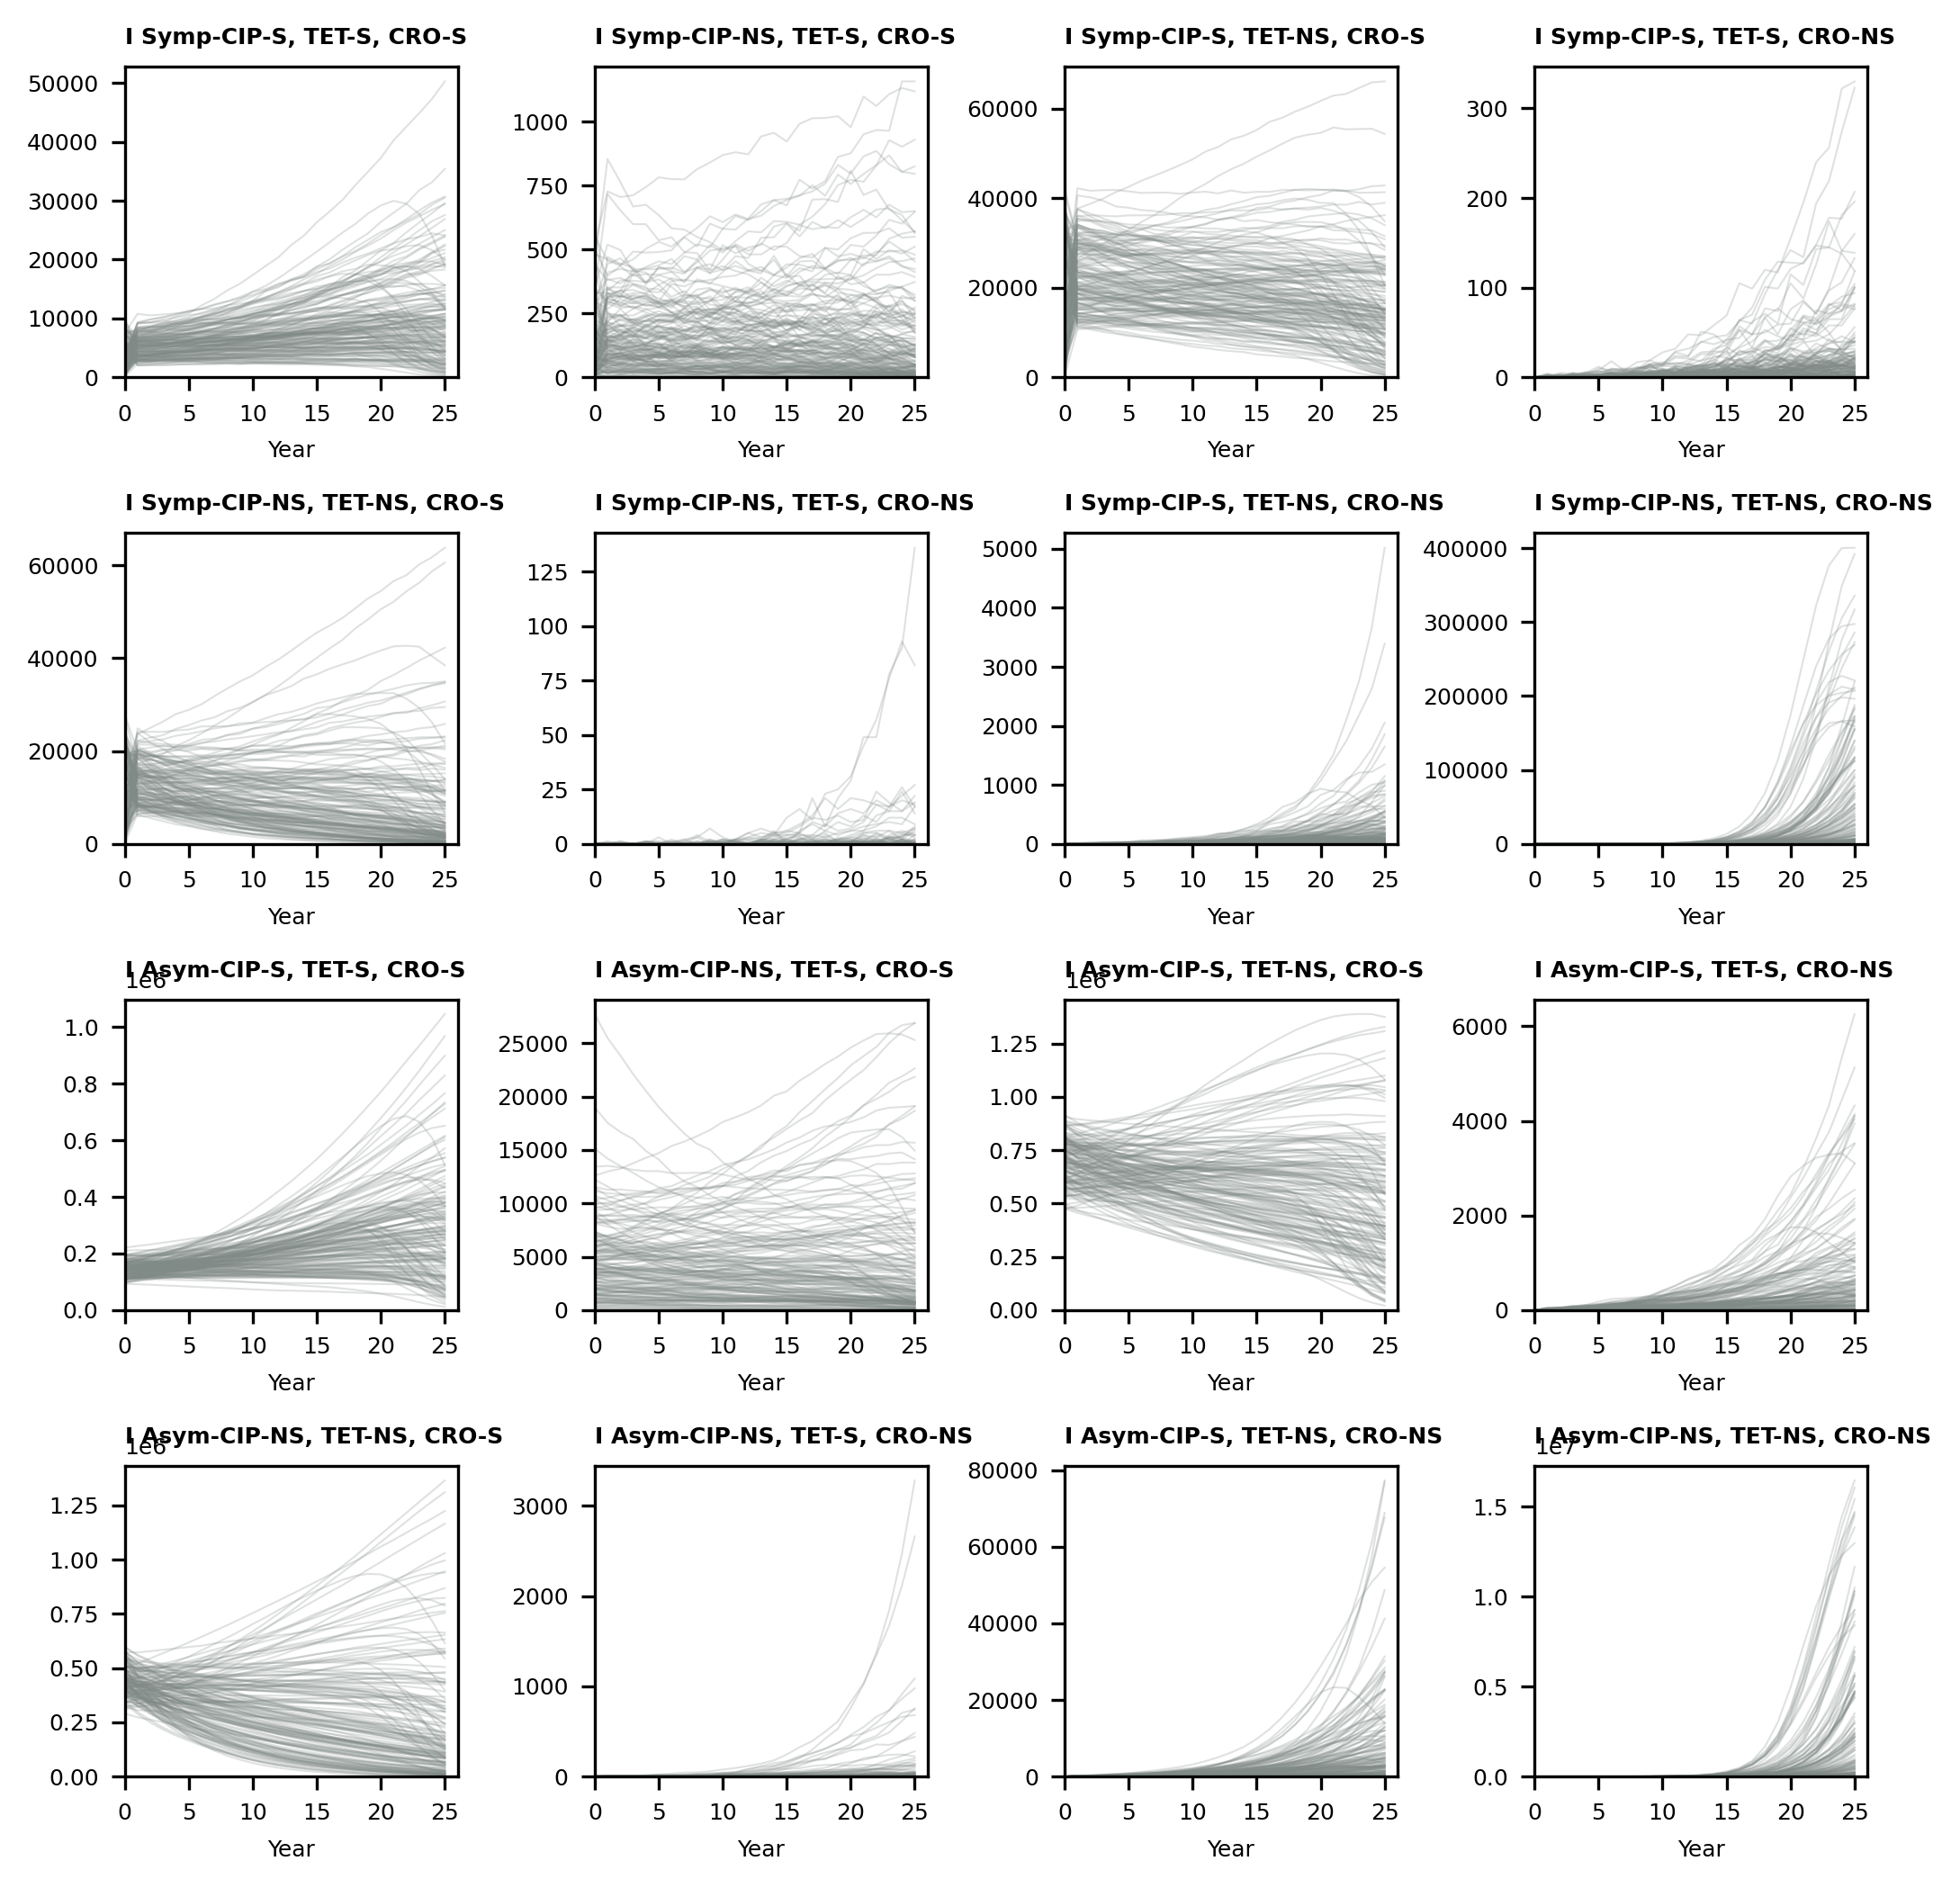 I Symp-CIP-S, TET-S, CRO-S
50000
40000
30000
20000
10000
0
0 5 10 15 20 25
Year
I Symp-CIP-NS, TET-S, CRO-S
1000
750
500
250
0
0 5 10 15 20 25
Year
I Symp-CIP-S, TET-NS, CRO-S
60000
40000
20000
0
0 5 10 15 20 25
Year
I Symp-CIP-S, TET-S, CRO-NS
300
200
100
0
0 5 10 15 20 25
Year
I Symp-CIP-NS, TET-NS, CRO-S
60000
40000
20000
0
0 5 10 15 20 25
Year
I Symp-CIP-NS, TET-S, CRO-NS
125
100
75
50
25
0
0 5 10 15 20 25
Year
I Symp-CIP-S, TET-NS, CRO-NS
5000
4000
3000
2000
1000
0
0 5 10 15 20 25
Year
I Symp-CIP-NS, TET-NS, CRO-NS
400000
300000
200000
100000
0
0 5 10 15 20 25
Year
I Asym-CIP-S, TET-S, CRO-S
1e6
1.0
0.8
0.6
0.4
0.2
0.0
0 5 10 15 20 25
Year
I Asym-CIP-NS, TET-S, CRO-S
25000
20000
15000
10000
5000
0
0 5 10 15 20 25
Year
I Asym-CIP-S, TET-NS, CRO-S
1e6
1.25
1.00
0.75
0.50
0.25
0.00
0 5 10 15 20 25
Year
I Asym-CIP-S, TET-S, CRO-NS
6000
4000
2000
0
0 5 10 15 20 25
Year
I Asym-CIP-NS, TET-NS, CRO-S
1e6
1.25
1.00
0.75
0.50
0.25
0.00
0 5 10 15 20 25
Year
I Asym-CIP-NS, TET-S, CRO-NS
3000
2000
1000
0
0 5 10 15 20 25
Year
I Asym-CIP-S, TET-NS, CRO-NS
80000
60000
40000
20000
0
0 5 10 15 20 25
Year
I Asym-CIP-NS, TET-NS, CRO-NS
1e7
1.5
1.0
0.5
0.0
0 5 10 15 20 25
Year